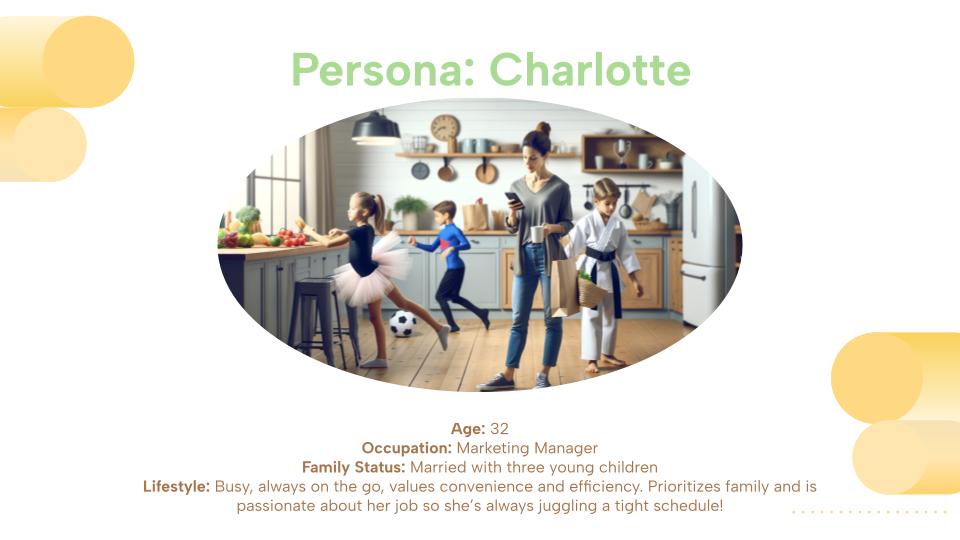 Persona: Charlotte
Age: 32
Occupation: Marketing Manager
Family Status: Married with three young children
Lifestyle: Busy, always on the go, values convenience and efficiency. Prioritizes family and is
passionate about her job so she’s always juggling a tight schedule!